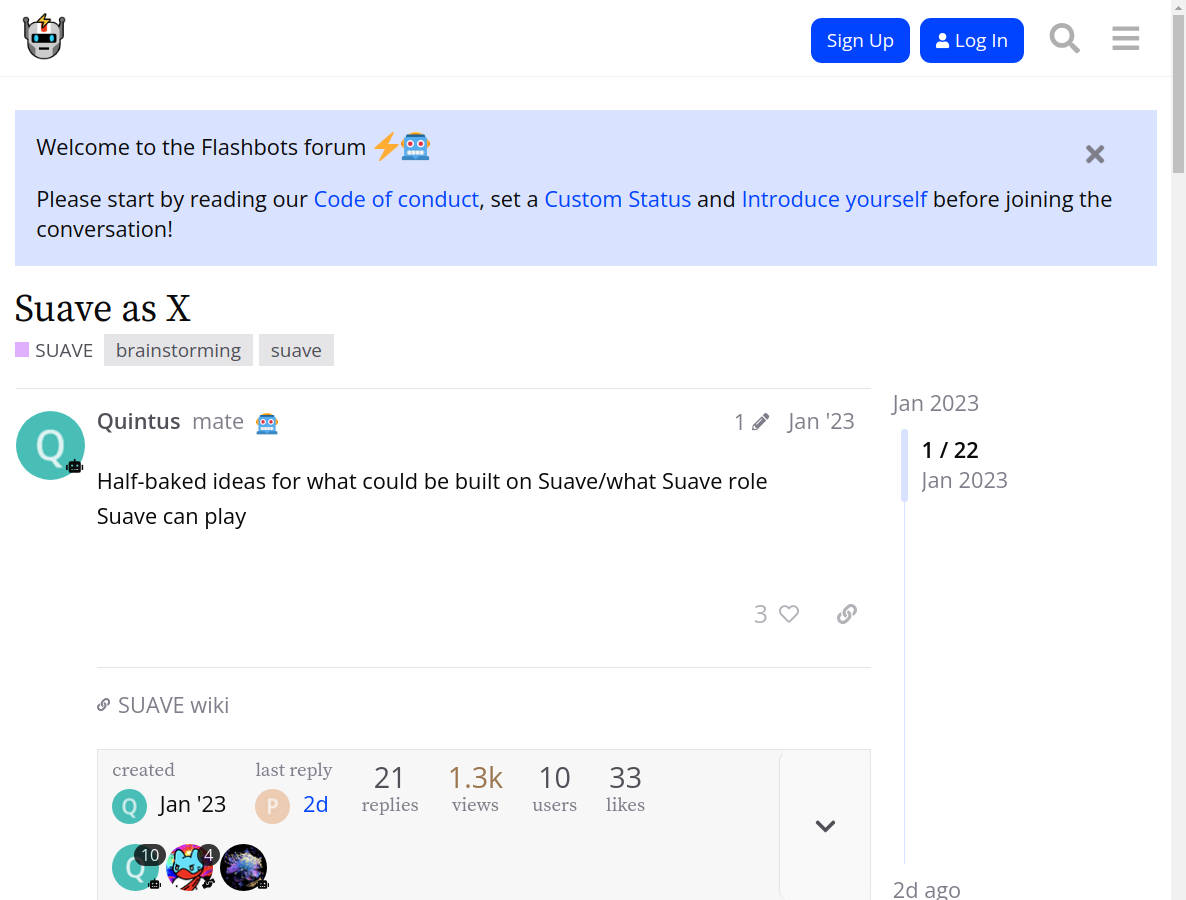 Sign Up
Log In
Welcome to the Flashbots forum
Please start by reading our Code of conduct, set a Custom Status and Introduce yourself before joining the
conversation!
Suave as X
SUAVE brainstorming suave
Q
Quintus mate 1 Jan '23
Half-baked ideas for what could be built on Suave/what Suave role
Suave can play
3
SUAVE wiki
created
Q Jan '23
last reply
P 2d
21
replies
1.3k
views
10
users
33
likes
Q 10 4
Jan 2023
1 / 22
Jan 2023
2d ago